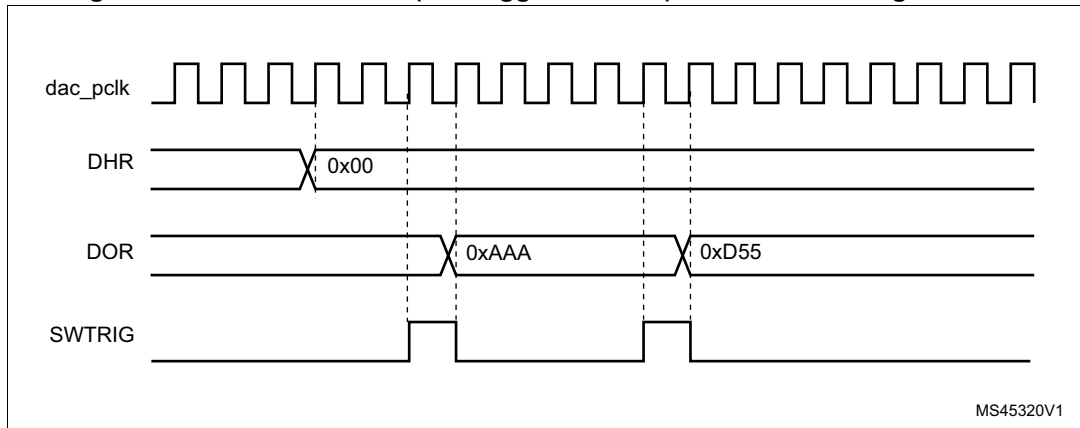 dac_pclk
DHR
0x00
DOR
0xAAA
0xD55
SWTRIG
MS45320V1